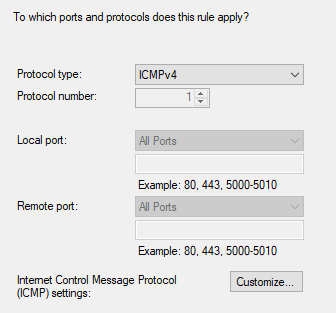 To which ports and protocols does this rule apply?
Protocol type: ICMPv4
Protocol number: 1
Local port: All Ports
Example: 80, 443, 5000-5010
Remote port: All Ports
Example: 80, 443, 5000-5010
Internet Control Message Protocol
(ICMP) settings: Customize...